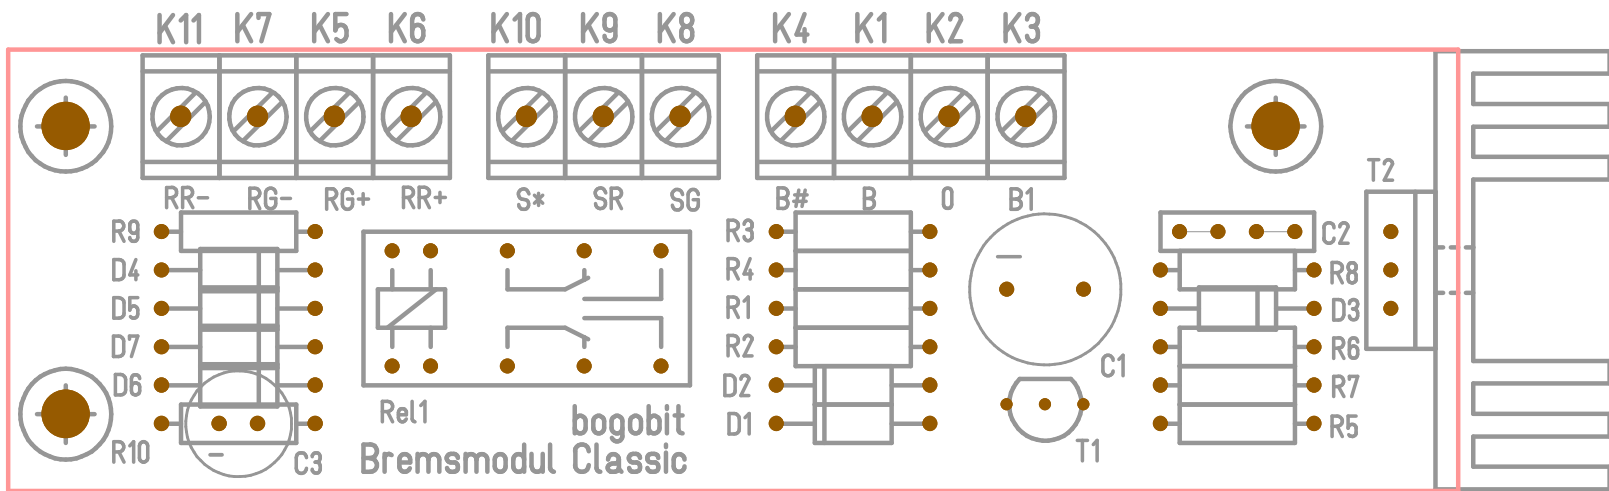 K11 K7 K5 K6 K10 K9 K8 K4 K1 K2 K3
T2
RR- RG- RG+ RR+ S* SR SG B# B 0 B1
R9 R3 C2
D4 R4 R8
D5 R1 D3
D7 R2 R6
C1
D6 D2 R7
Rel1
bogobit D1 R5
R10 C3 Bremsmodul Classic T1